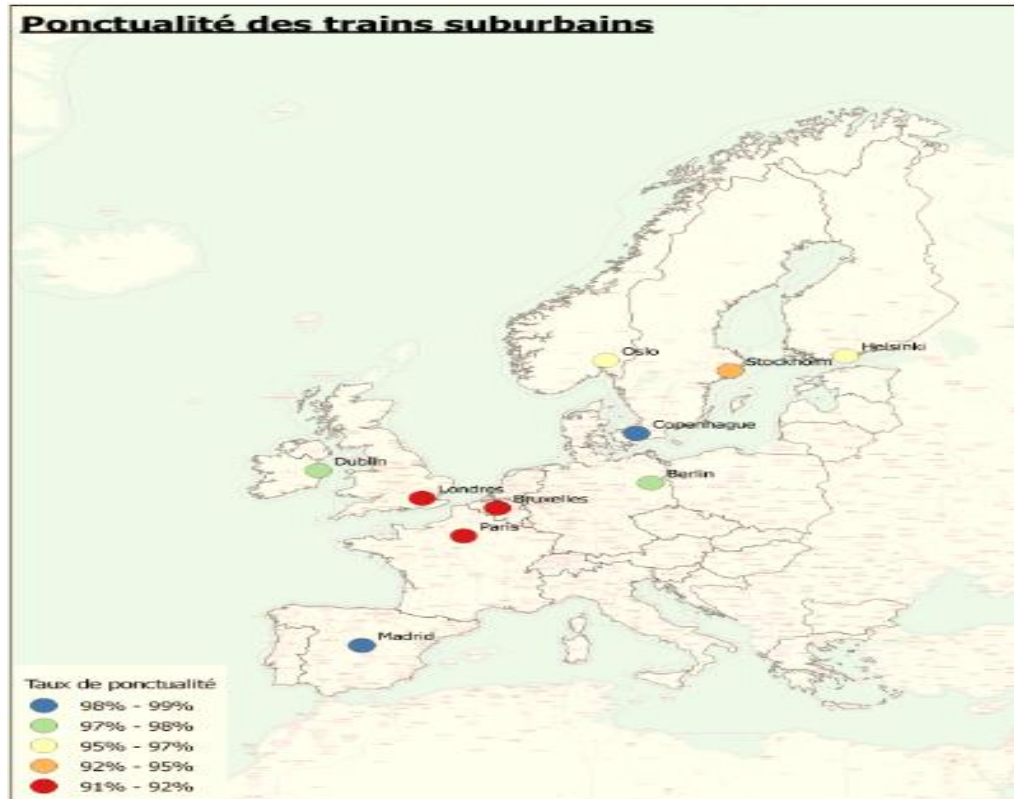 Ponctualité des trains suburbains
Oslo
Helsinki
Stockholm
Copenhague
Dublin
Berlin
Londres
Bruxelles
Paris
Madrid
Taux de ponctualité
98% - 99%
97% - 98%
95% - 97%
92% - 95%
91% - 92%